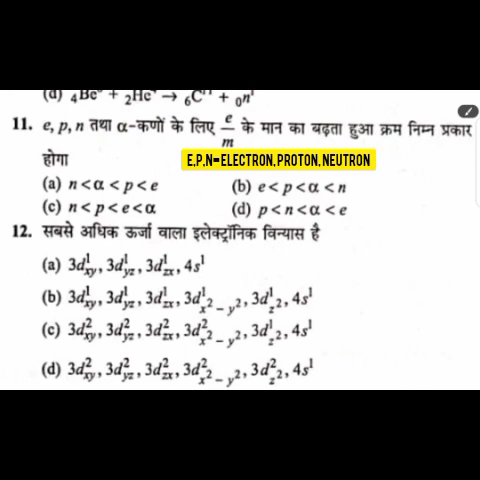 (d) ₄Be⁹ + ₂He⁴ → ₆C¹¹ + ₀n¹
11. e, p, n तथा α-कणों के लिए e/m के मान का बढ़ता हुआ क्रम निम्न प्रकार
होगा E,P,N=ELECTRON,PROTON,NEUTRON
(a) n < α < p < e (b) e < p < α < n
(c) n < p < e < α (d) p < n < α < e
12. सबसे अधिक ऊर्जा वाला इलेक्ट्रॉनिक विन्यास है
(a) 3d¹xy, 3d¹yz, 3d¹zx, 4s¹
(b) 3d¹xy, 3d¹yz, 3d¹zx, 3d¹x²–y², 3d¹z², 4s¹
(c) 3d²xy, 3d²yz, 3d²zx, 3d²x²–y², 3d¹z², 4s¹
(d) 3d²xy, 3d²yz, 3d²zx, 3d²x²–y², 3d²z², 4s¹